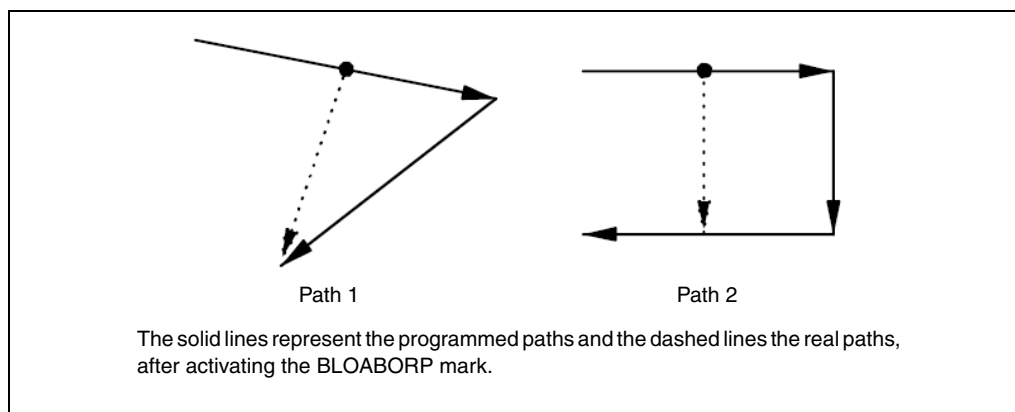 Path 1
Path 2
The solid lines represent the programmed paths and the dashed lines the real paths,
after activating the BLOABORP mark.